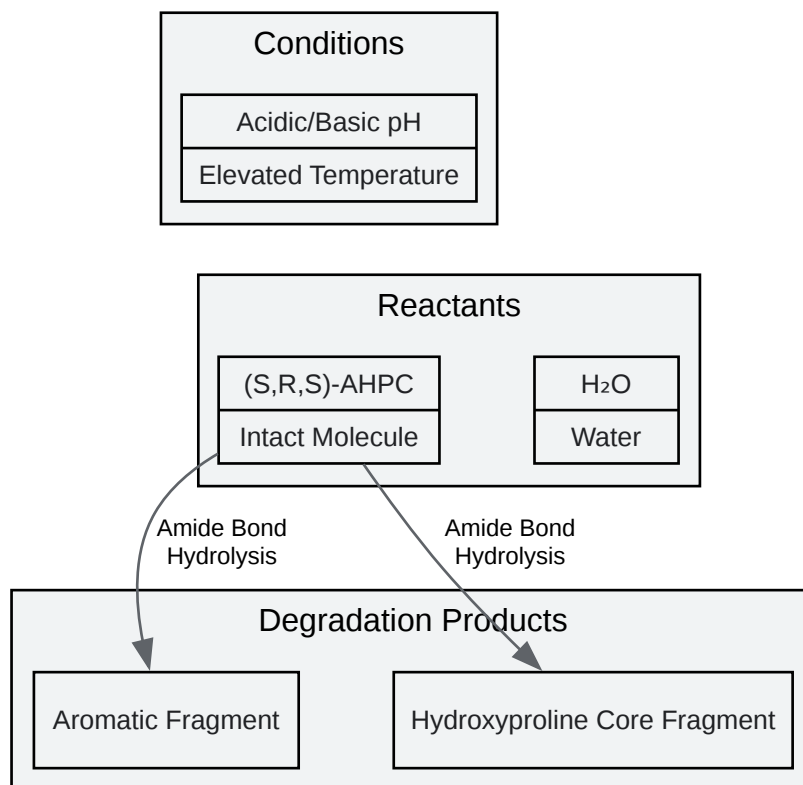 Conditions
Acidic/Basic pH
Elevated Temperature
Reactants
(S,R,S)-AHPC
Intact Molecule
H₂O
Water
Amide Bond
Hydrolysis
Amide Bond
Hydrolysis
Degradation Products
Aromatic Fragment
Hydroxyproline Core Fragment